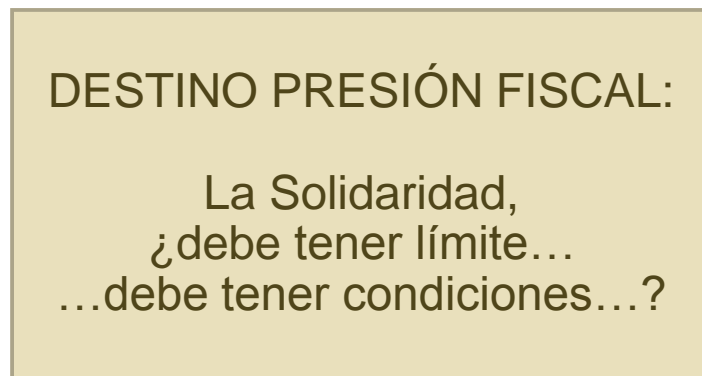 DESTINO PRESIÓN FISCAL:
La Solidaridad,
¿debe tener límite…
…debe tener condiciones…?